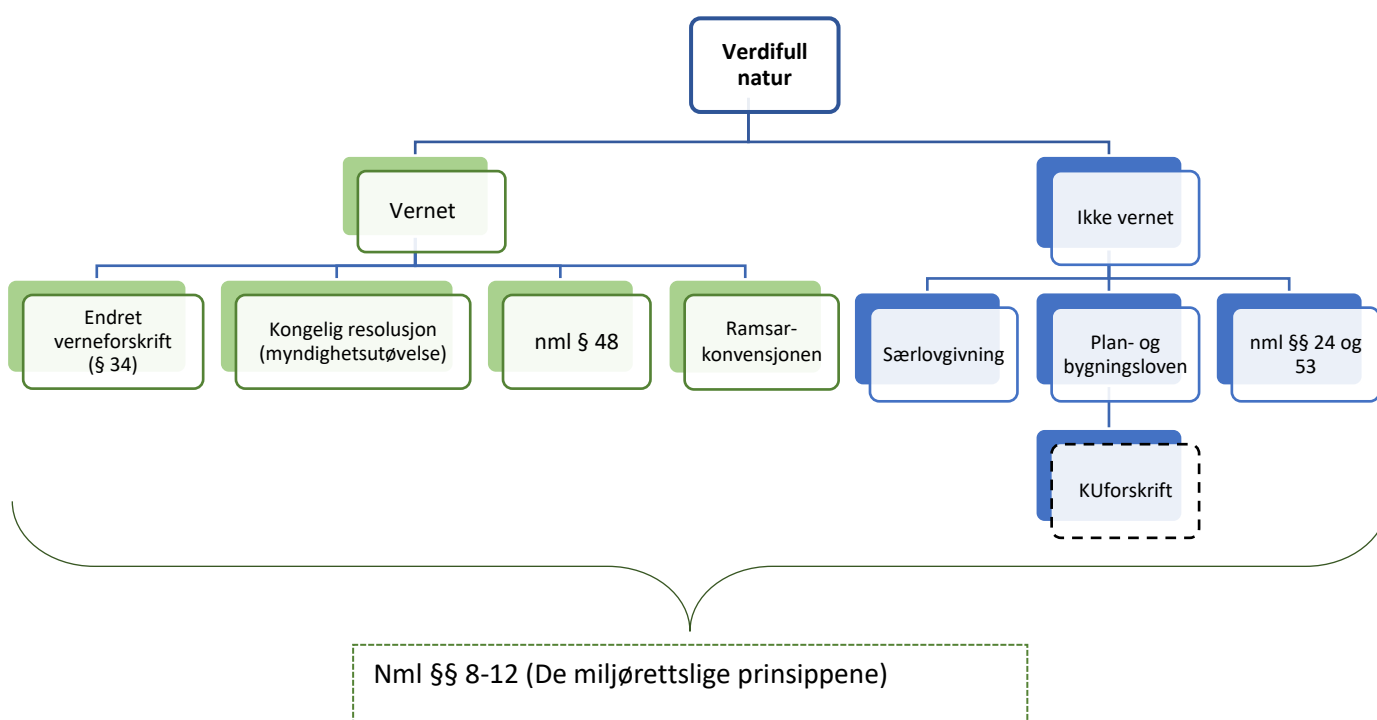 Verdifull
natur
Vernet
Ikke vernet
Endret
verneforskrift
(§ 34)
Kongelig resolusjon
(myndighetsutøvelse)
nml § 48
Ramsar-
konvensjonen
Særlovgivning
Plan- og
bygningsloven
nml §§ 24 og
53
KUforskrift
Nml §§ 8-12 (De miljørettslige prinsippene)